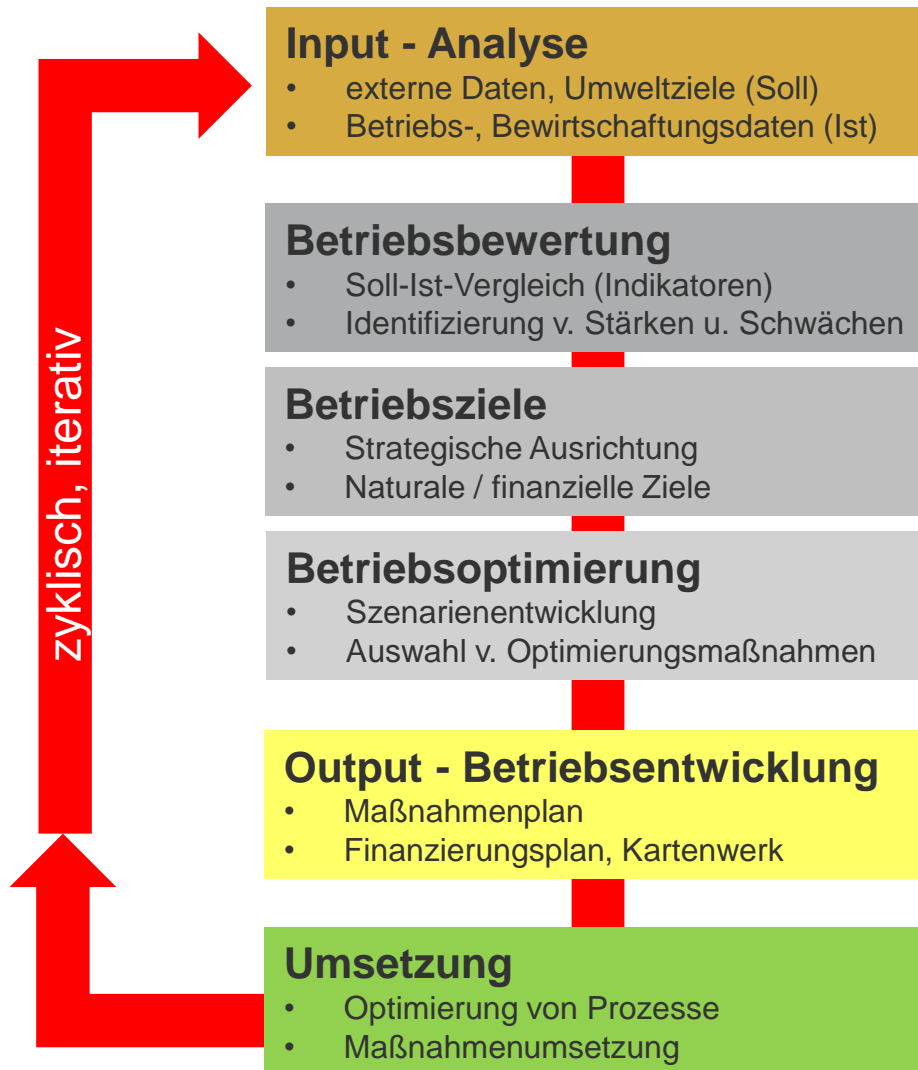 Input - Analyse
• externe Daten, Umweltziele (Soll)
• Betriebs-, Bewirtschaftungsdaten (Ist)
Betriebsbewertung
• Soll-Ist-Vergleich (Indikatoren)
• Identifizierung v. Stärken u. Schwächen
Betriebsziele
• Strategische Ausrichtung
• Naturale / finanzielle Ziele
Betriebsoptimierung
• Szenarienentwicklung
• Auswahl v. Optimierungsmaßnahmen
Output - Betriebsentwicklung
• Maßnahmenplan
• Finanzierungsplan, Kartenwerk
Umsetzung
• Optimierung von Prozesse
• Maßnahmenumsetzung
zyklisch, iterativ